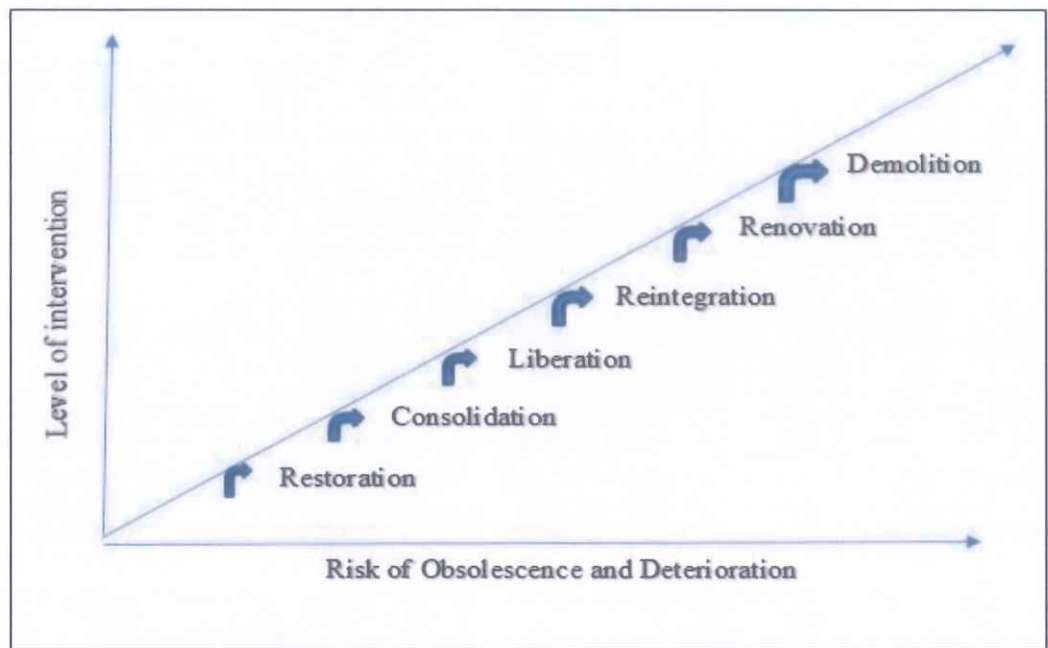 Demolition
Renovation
Reintegration
Liberation
Consolidation
Restoration
Level of intervention
Risk of Obsolescence and Deterioration